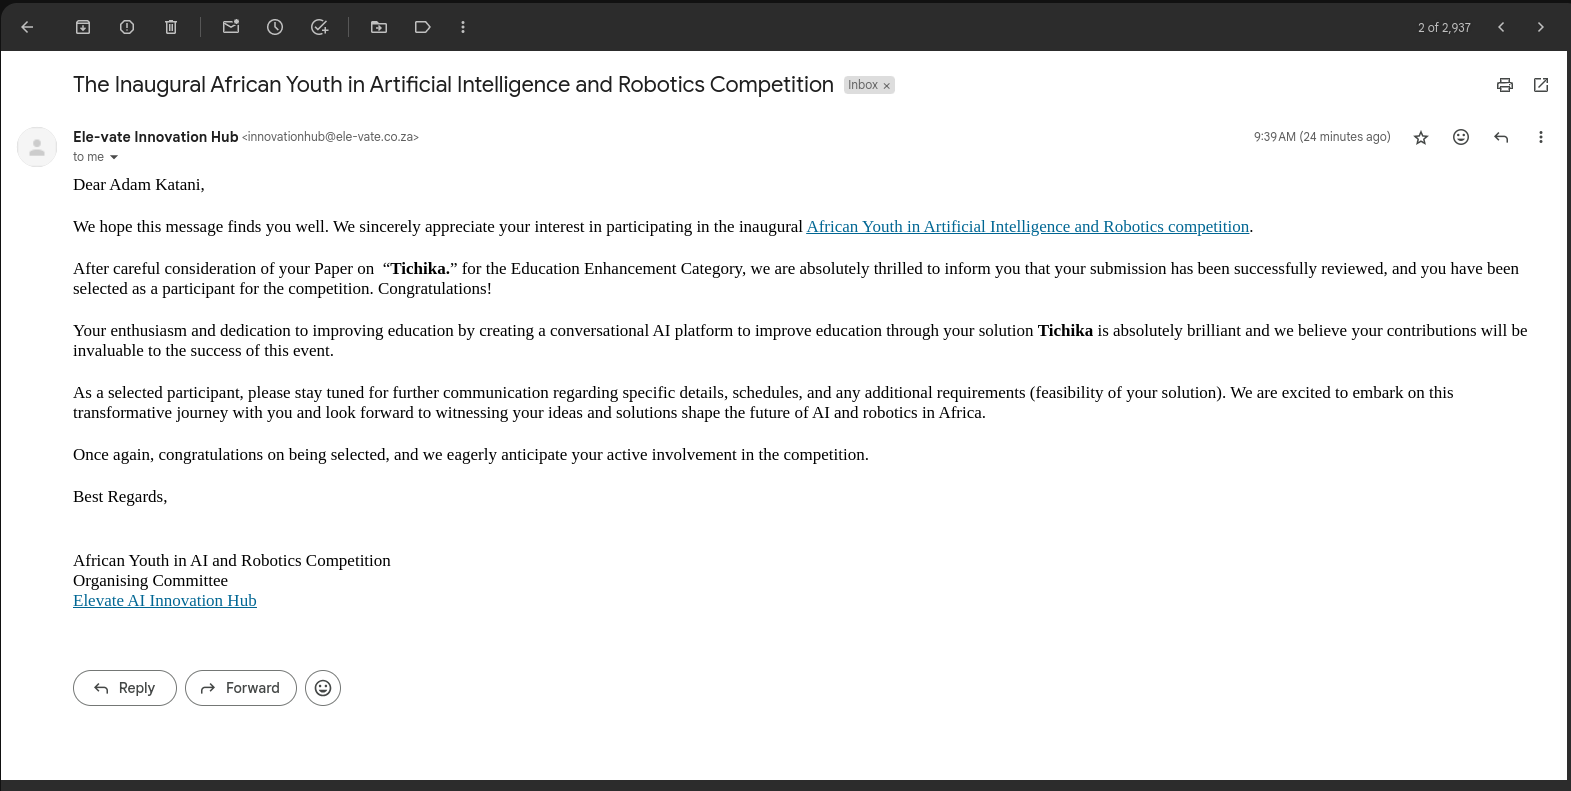 2 of 2,937
The Inaugural African Youth in Artificial Intelligence and Robotics Competition Inbox ×
Ele-vate Innovation Hub <innovationhub@ele-vate.co.za> 9:39 AM (24 minutes ago)
to me
Dear Adam Katani,
We hope this message finds you well. We sincerely appreciate your interest in participating in the inaugural African Youth in Artificial Intelligence and Robotics competition.
After careful consideration of your Paper on  “Tichika.” for the Education Enhancement Category, we are absolutely thrilled to inform you that your submission has been successfully reviewed, and you have been
selected as a participant for the competition. Congratulations!
Your enthusiasm and dedication to improving education by creating a conversational AI platform to improve education through your solution Tichika is absolutely brilliant and we believe your contributions will be
invaluable to the success of this event.
As a selected participant, please stay tuned for further communication regarding specific details, schedules, and any additional requirements (feasibility of your solution). We are excited to embark on this
transformative journey with you and look forward to witnessing your ideas and solutions shape the future of AI and robotics in Africa.
Once again, congratulations on being selected, and we eagerly anticipate your active involvement in the competition.
Best Regards,
African Youth in AI and Robotics Competition
Organising Committee
Elevate AI Innovation Hub
Reply Forward